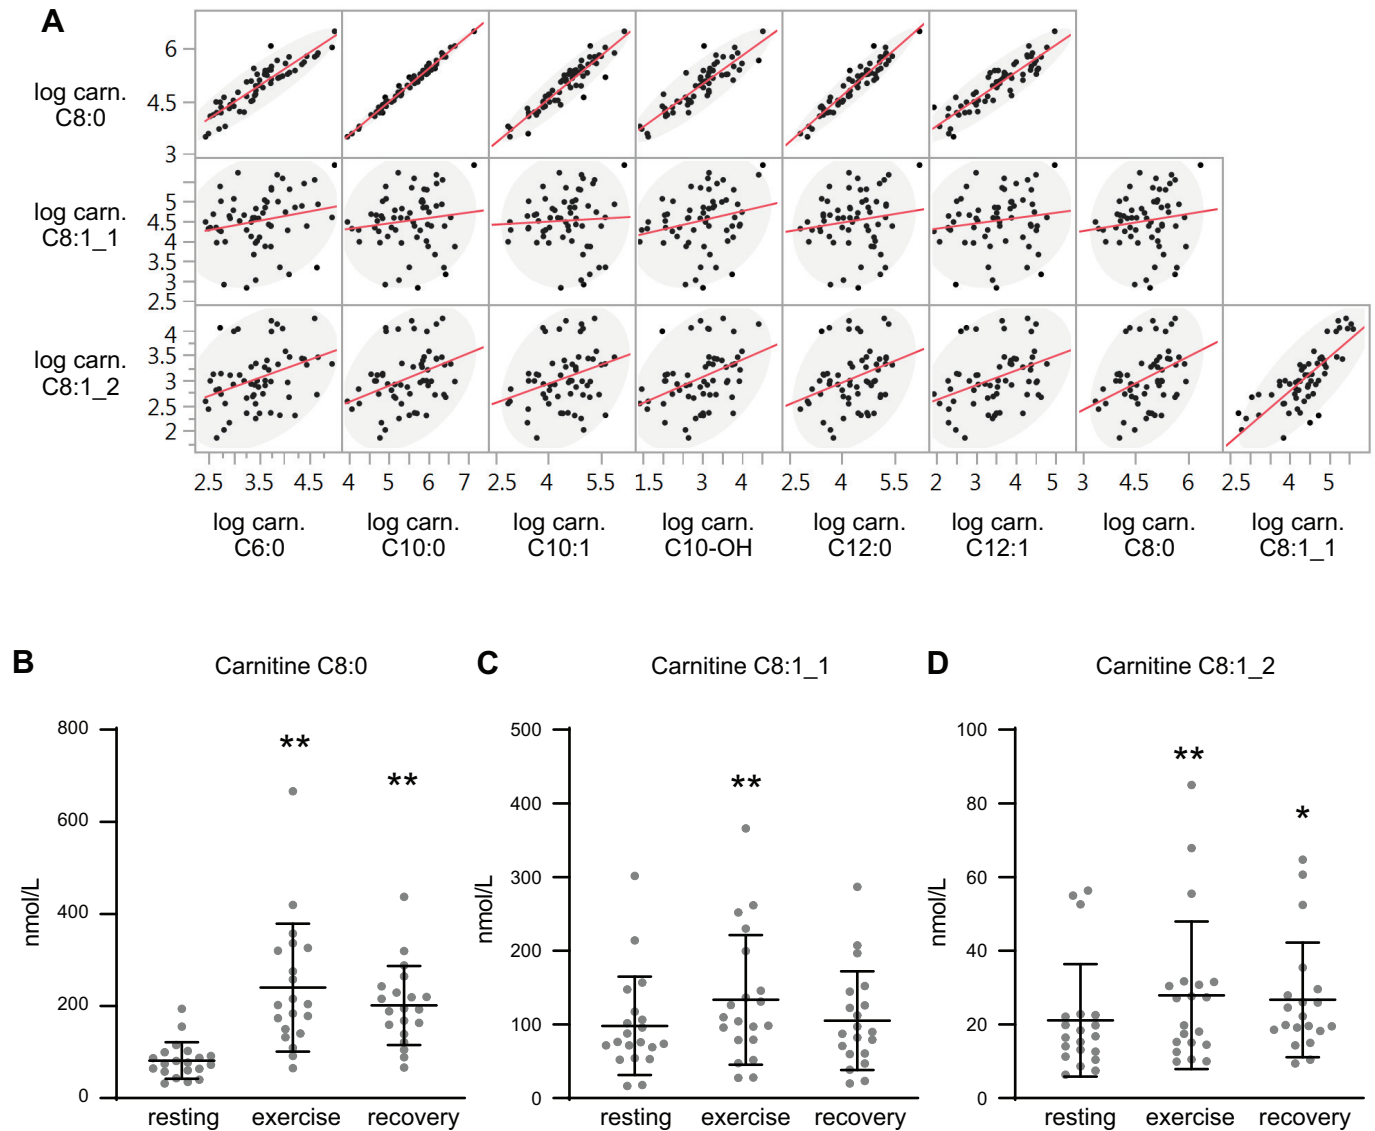 A
log carn.
C8:0
6
4.5
3
log carn.
C8:1_1
5
4.5
4
3.5
3
2.5
log carn.
C8:1_2
4
3.5
3
2.5
2
2.5 3.5 4.5 4 5 6 7 2.5 4 5.5 1.5 3 4 2.5 4 5.5 2 3 4 5 3 4.5 6 2.5 5
log carn. log carn. log carn. log carn. log carn. log carn. log carn. log carn.
C6:0 C10:0 C10:1 C10-OH C12:0 C12:1 C8:0 C8:1_1
B
Carnitine C8:0
800
600
400
200
0
nmol/L
** **
resting exercise recovery
C
Carnitine C8:1_1
500
400
300
200
100
0
nmol/L
**
resting exercise recovery
D
Carnitine C8:1_2
100
80
60
40
20
0
nmol/L
** *
resting exercise recovery